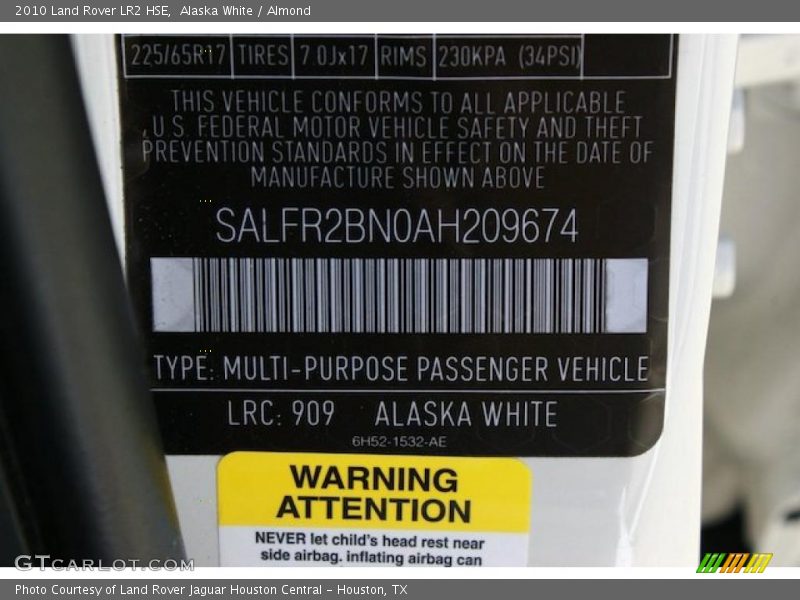 2010 Land Rover LR2 HSE, Alaska White / Almond
225/65R17 TIRES 7.0Jx17 RIMS 230KPA (34PSI)
THIS VEHICLE CONFORMS TO ALL APPLICABLE
U.S. FEDERAL MOTOR VEHICLE SAFETY AND THEFT
PREVENTION STANDARDS IN EFFECT ON THE DATE OF
MANUFACTURE SHOWN ABOVE
SALFR2BN0AH209674
TYPE: MULTI-PURPOSE PASSENGER VEHICLE
LRC: 909 ALASKA WHITE
6H52-1532-AE
WARNING
ATTENTION
NEVER let child's head rest near
side airbag. inflating airbag can
GTCARLOT.COM
Photo Courtesy of Land Rover Jaguar Houston Central - Houston, TX